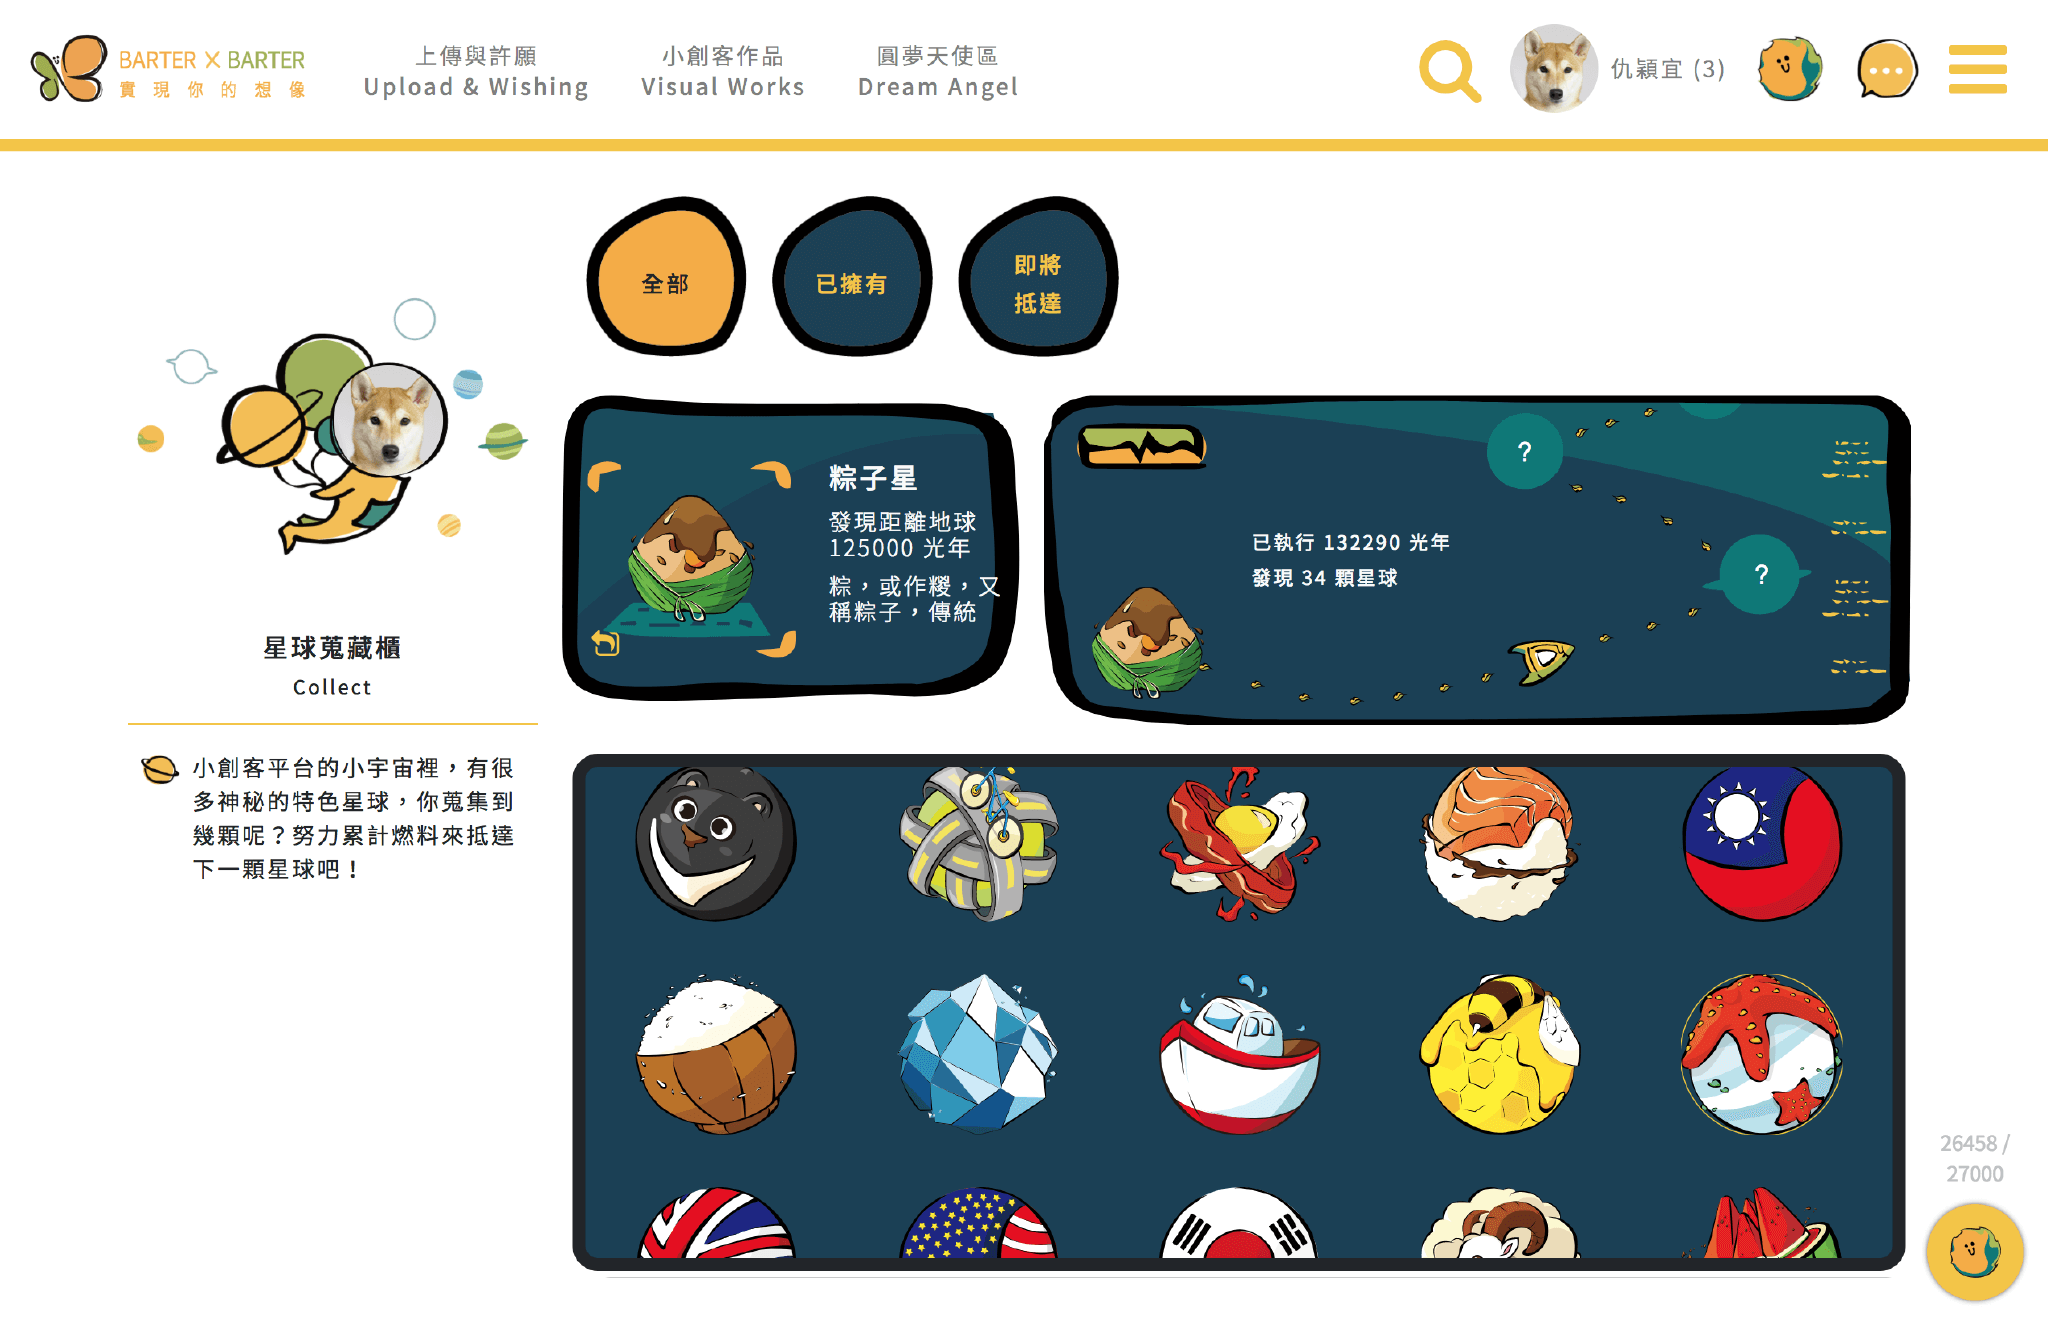 BARTER X BARTER
實現你的想像
上傳與許願
Upload & Wishing
小創客作品
Visual Works
圓夢天使區
Dream Angel
仇穎宜 (3)
全部
已擁有
即將
抵達
粽子星
發現距離地球
125000 光年
粽，或作糉，又
稱粽子，傳統
?
?
已執行 132290 光年
發現 34 顆星球
星球蒐藏櫃
Collect
小創客平台的小宇宙裡，有很
多神秘的特色星球，你蒐集到
幾顆呢？努力累計燃料來抵達
下一顆星球吧！
26458 /
27000